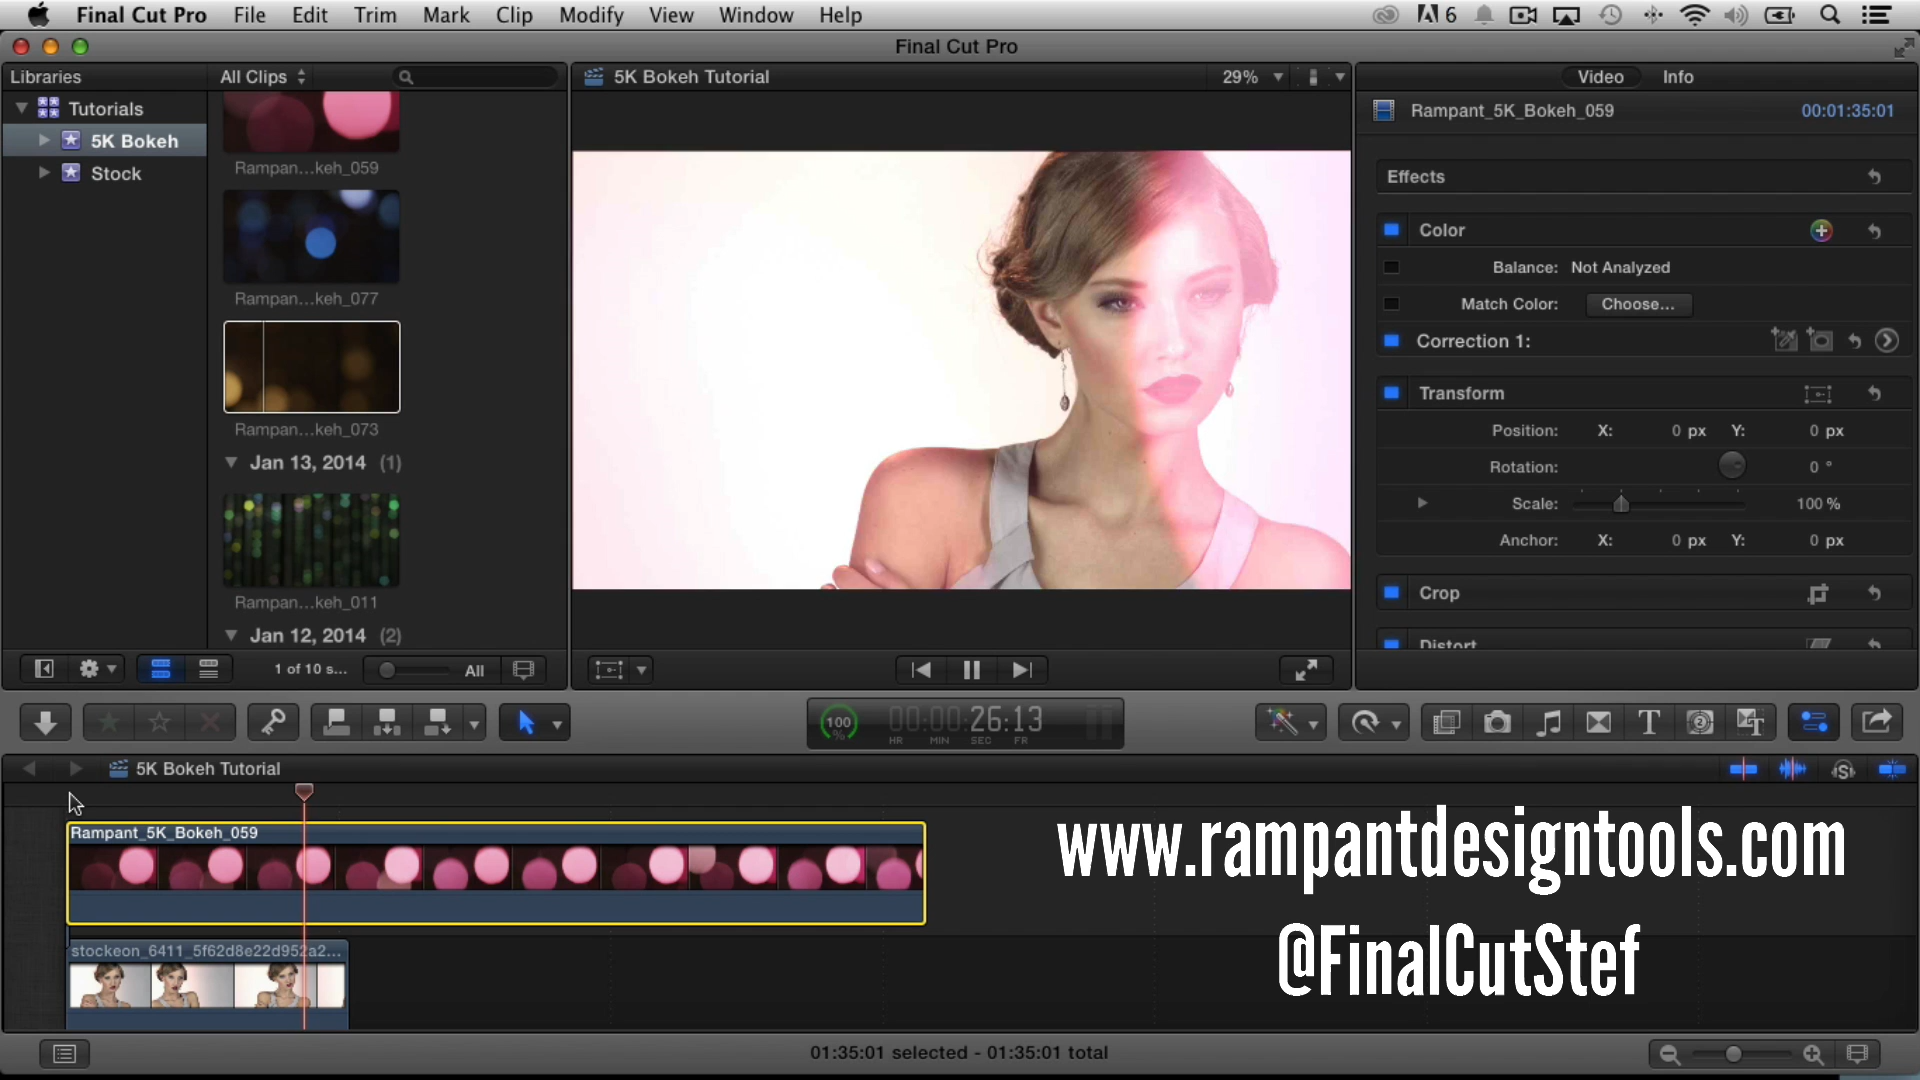 Final Cut Pro File Edit Trim Mark Clip Modify View Window Help 6
Final Cut Pro
Libraries
All Clips
5K Bokeh Tutorial
29%
Video Info
Tutorials
5K Bokeh
Stock
Rampan...keh_059
Rampan...keh_077
Rampan...keh_073
Jan 13, 2014 (1)
Rampan...keh_011
Jan 12, 2014 (2)
1 of 10 s...
All
Rampant_5K_Bokeh_059
00:01:35:01
Effects
Color
Balance: Not Analyzed
Match Color: Choose...
Correction 1:
Transform
Position: X: 0 px Y: 0 px
Rotation: 0 °
Scale: 100 %
Anchor: X: 0 px Y: 0 px
Crop
Distort
100 %
00:00:26:13
HR MIN SEC FR
5K Bokeh Tutorial
Rampant_5K_Bokeh_059
stockeon_6411_5f62d8e22d952a2...
www.rampantdesigntools.com
@FinalCutStef
01:35:01 selected - 01:35:01 total